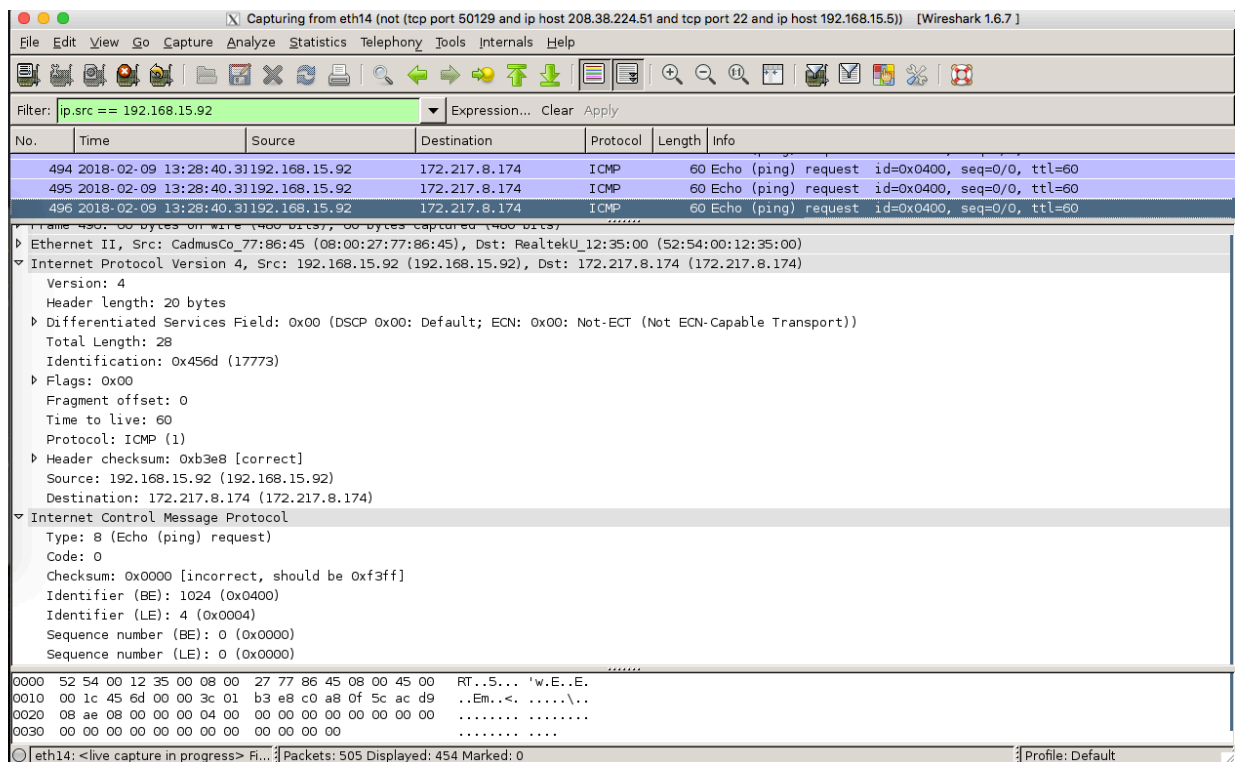 Capturing from eth14 (not (tcp port 50129 and ip host 208.38.224.51 and tcp port 22 and ip host 192.168.15.5)) [Wireshark 1.6.7 ]
File Edit View Go Capture Analyze Statistics Telephony Tools Internals Help
Filter: ip.src == 192.168.15.92 Expression... Clear Apply
No. Time Source Destination Protocol Length Info
494 2018-02-09 13:28:40.31192.168.15.92 172.217.8.174 ICMP 60 Echo (ping) request id=0x0400, seq=0/0, ttl=60
495 2018-02-09 13:28:40.31192.168.15.92 172.217.8.174 ICMP 60 Echo (ping) request id=0x0400, seq=0/0, ttl=60
496 2018-02-09 13:28:40.31192.168.15.92 172.217.8.174 ICMP 60 Echo (ping) request id=0x0400, seq=0/0, ttl=60
Frame 496: 60 bytes on wire (480 bits), 60 bytes captured (480 bits)
Ethernet II, Src: CadmusCo_77:86:45 (08:00:27:77:86:45), Dst: RealtekU_12:35:00 (52:54:00:12:35:00)
Internet Protocol Version 4, Src: 192.168.15.92 (192.168.15.92), Dst: 172.217.8.174 (172.217.8.174)
Version: 4
Header length: 20 bytes
Differentiated Services Field: 0x00 (DSCP 0x00: Default; ECN: 0x00: Not-ECT (Not ECN-Capable Transport))
Total Length: 28
Identification: 0x456d (17773)
Flags: 0x00
Fragment offset: 0
Time to live: 60
Protocol: ICMP (1)
Header checksum: 0xb3e8 [correct]
Source: 192.168.15.92 (192.168.15.92)
Destination: 172.217.8.174 (172.217.8.174)
Internet Control Message Protocol
Type: 8 (Echo (ping) request)
Code: 0
Checksum: 0x0000 [incorrect, should be 0xf3ff]
Identifier (BE): 1024 (0x0400)
Identifier (LE): 4 (0x0004)
Sequence number (BE): 0 (0x0000)
Sequence number (LE): 0 (0x0000)
0000 52 54 00 12 35 00 08 00 27 77 86 45 08 00 45 00 RT..5... 'w.E..E.
0010 00 1c 45 6d 00 00 3c 01 b3 e8 c0 a8 0f 5c ac d9 ..Em..<. .....\..
0020 08 ae 08 00 00 00 04 00 00 00 00 00 00 00 00 00 ........ ........
0030 00 00 00 00 00 00 00 00 00 00 00 00 ........ ....
eth14: <live capture in progress> Fi... Packets: 505 Displayed: 454 Marked: 0 Profile: Default